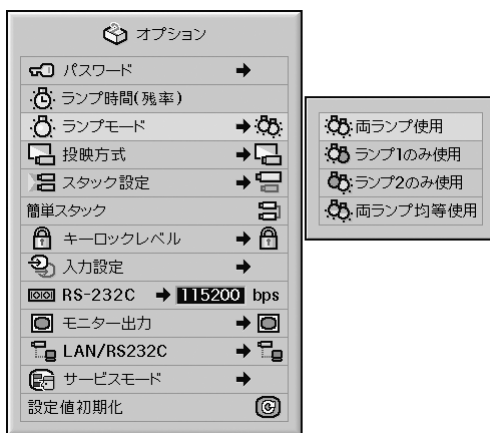 オプション
パスワード
ランプ時間(残率)
ランプモード
投映方式
スタック設定
簡単スタック
キーロックレベル
入力設定
RS-232C 115200 bps
モニター出力
LAN/RS232C
サービスモード
設定値初期化
両ランプ使用
ランプ1のみ使用
ランプ2のみ使用
両ランプ均等使用